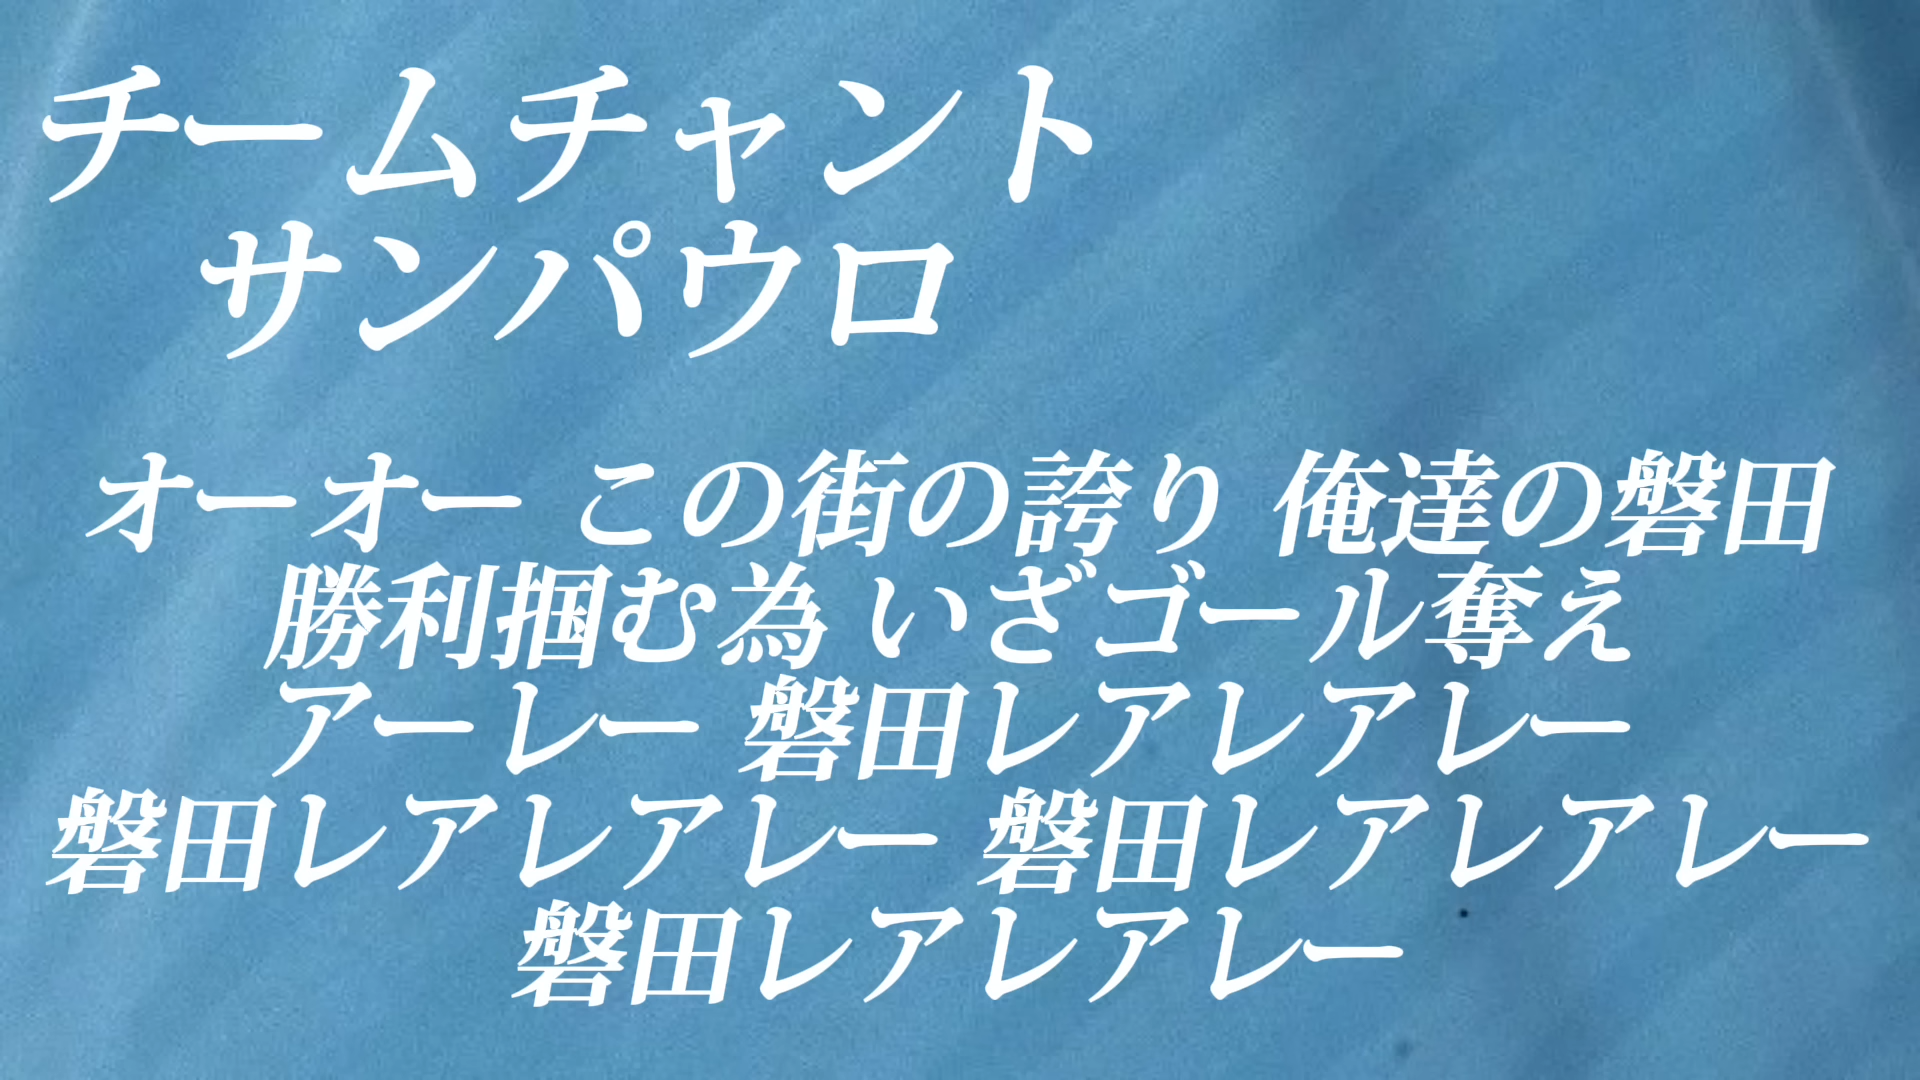 チームチャント
サンパウロ
オーオー この街の誇り 俺達の磐田
勝利掴む為 いざゴール奪え
アーレー 磐田レアレアレー
磐田レアレアレー 磐田レアレアレー
磐田レアレアレー